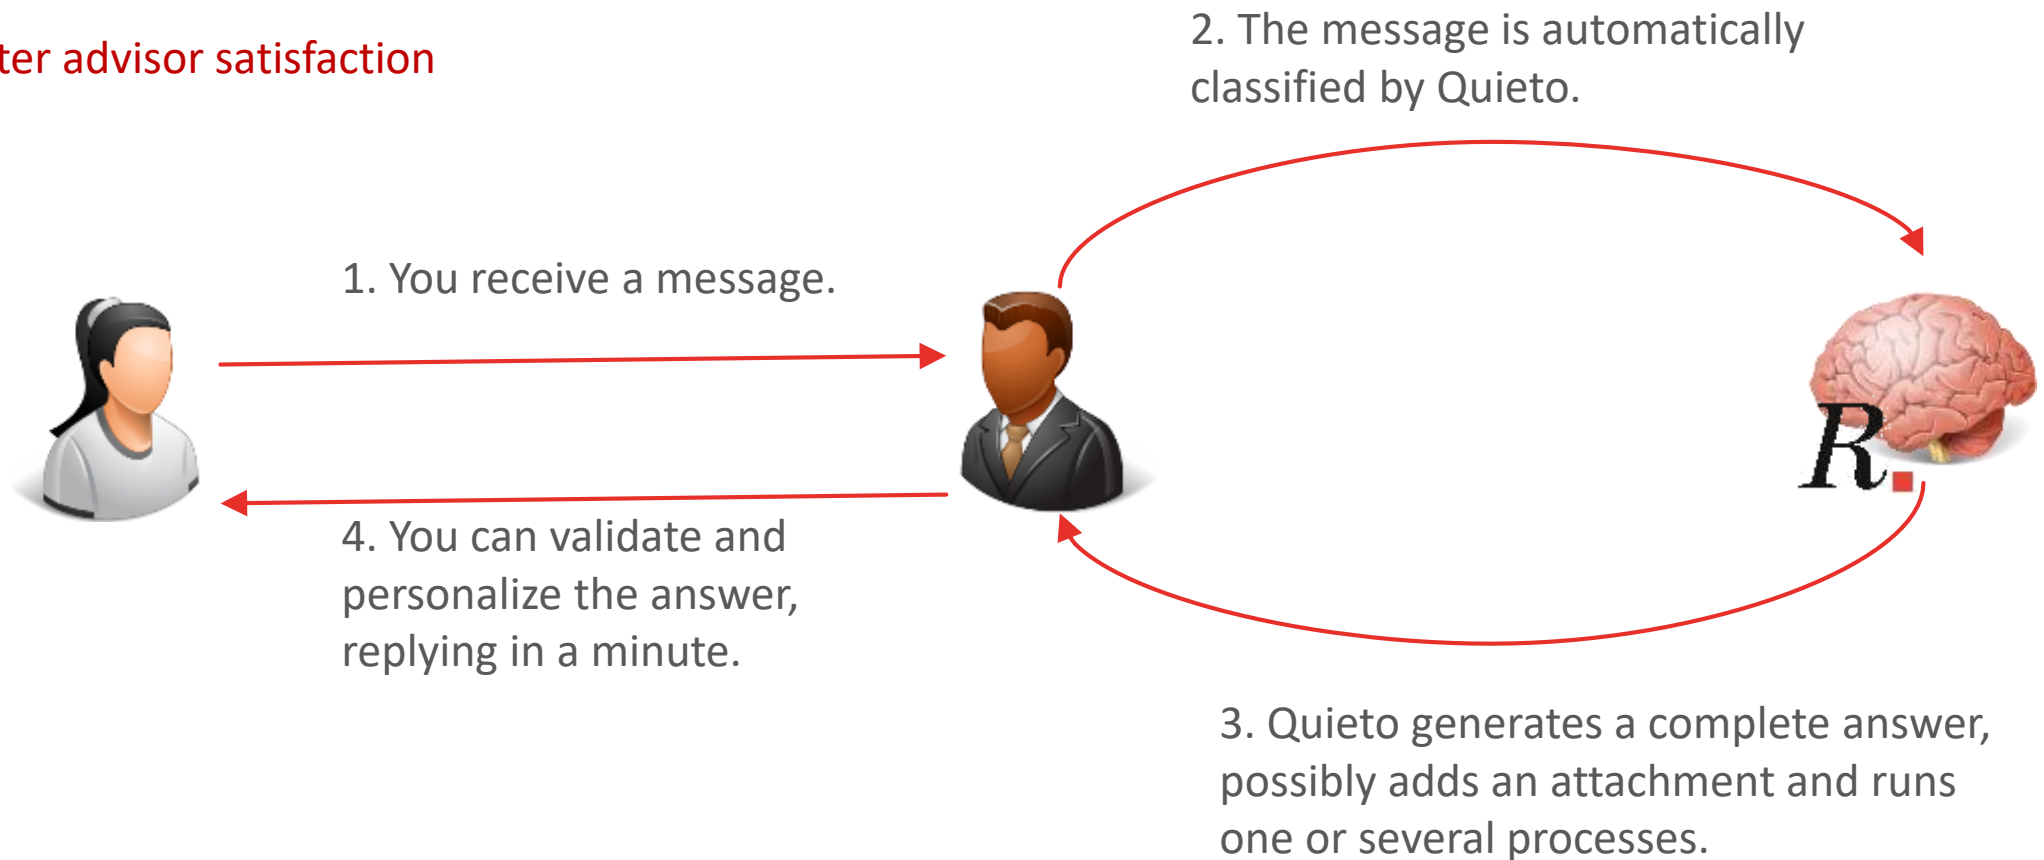 ter advisor satisfaction
2. The message is automatically
classified by Quieto.
1. You receive a message.
R.
4. You can validate and
personalize the answer,
replying in a minute.
3. Quieto generates a complete answer,
possibly adds an attachment and runs
one or several processes.